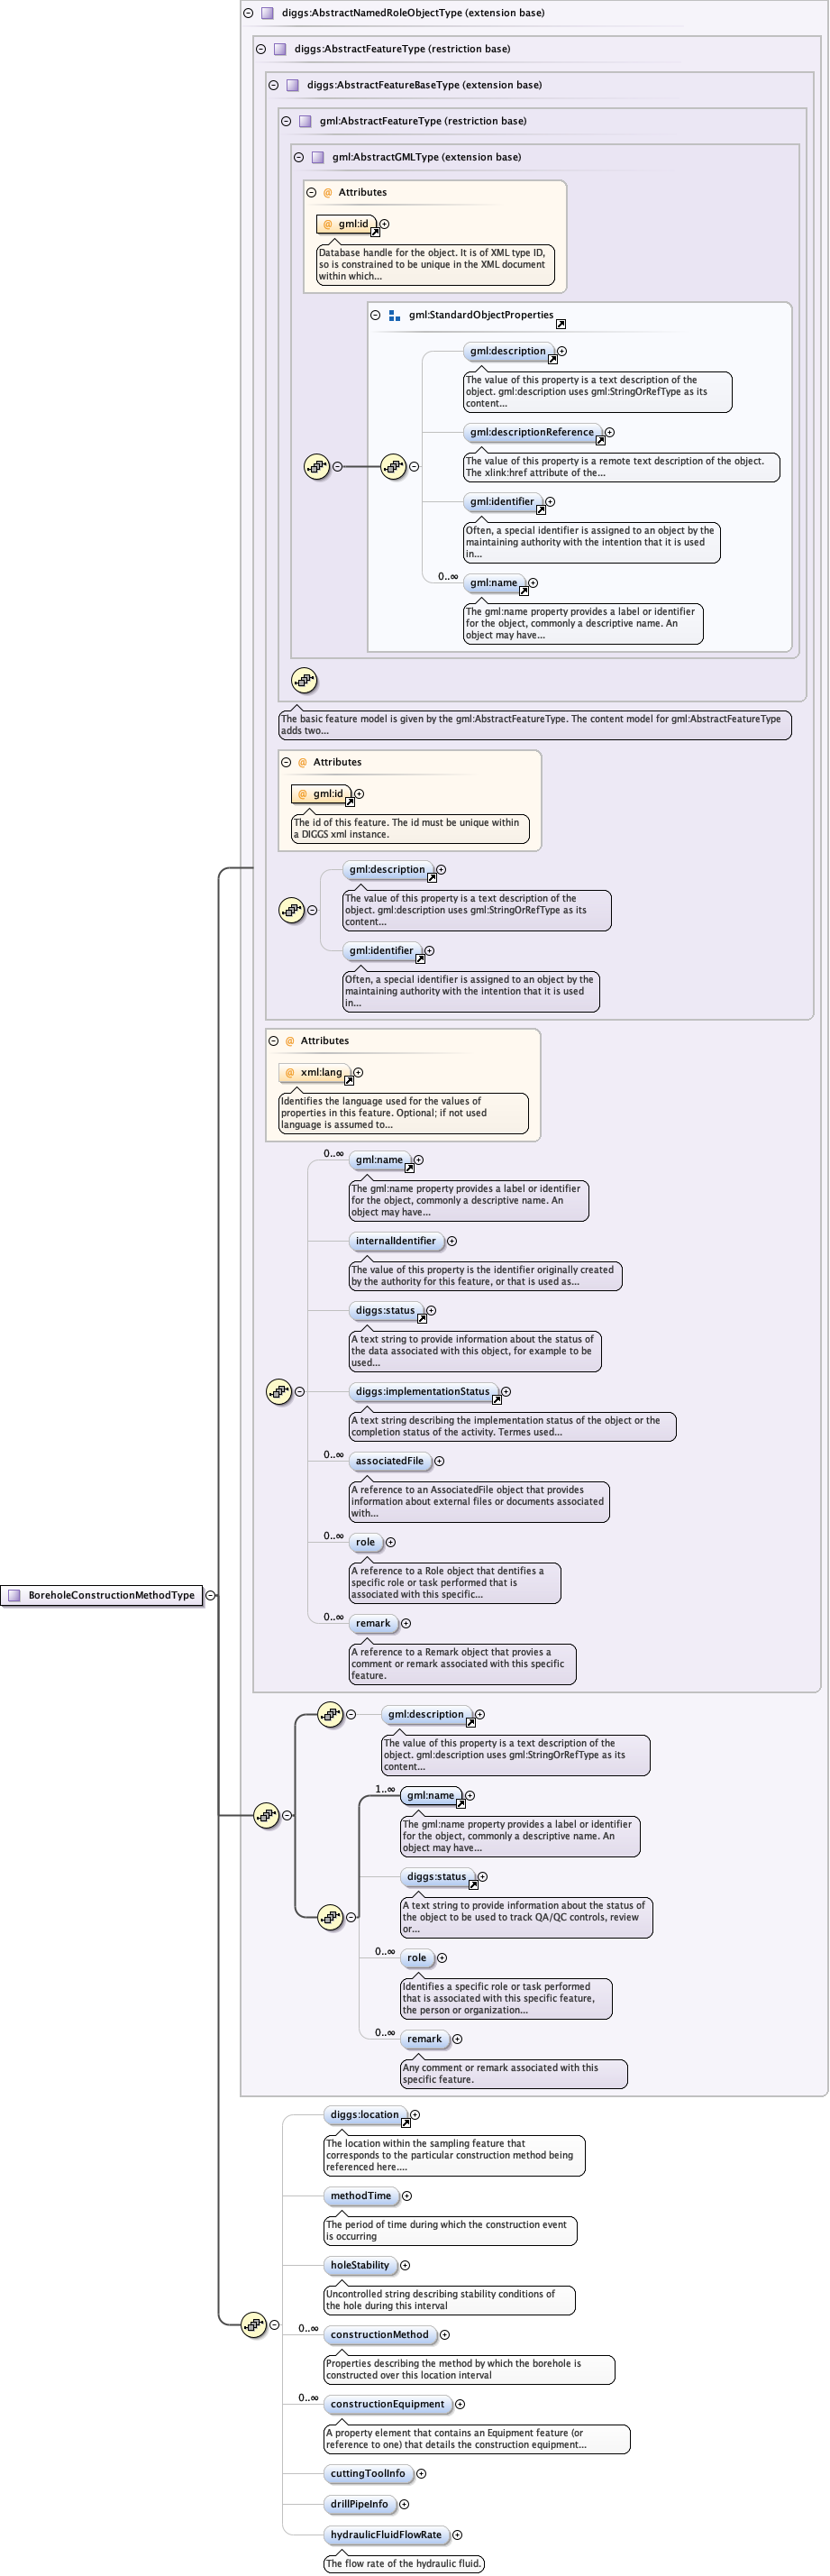 diggs:AbstractNamedRoleObjectType (extension base)
diggs:AbstractFeatureType (restriction base)
diggs:AbstractFeatureBaseType (extension base)
gml:AbstractFeatureType (restriction base)
gml:AbstractGMLType (extension base)
@ Attributes
@ gml:id
Database handle for the object. It is of XML type ID,
so is constrained to be unique in the XML document
within which...
gml:StandardObjectProperties
gml:description
The value of this property is a text description of the
object. gml:description uses gml:StringOrRefType as its
content...
gml:descriptionReference
The value of this property is a remote text description of the object.
The xlink:href attribute of the...
gml:identifier
Often, a special identifier is assigned to an object by the
maintaining authority with the intention that it is used
in...
0..∞
gml:name
The gml:name property provides a label or identifier
for the object, commonly a descriptive name. An
object may have...
The basic feature model is given by the gml:AbstractFeatureType. The content model for gml:AbstractFeatureType
adds two...
@ Attributes
@ gml:id
The id of this feature. The id must be unique within
a DIGGS xml instance.
gml:description
The value of this property is a text description of the
object. gml:description uses gml:StringOrRefType as its
content...
gml:identifier
Often, a special identifier is assigned to an object by the
maintaining authority with the intention that it is used
in...
@ Attributes
@ xml:lang
Identifies the language used for the values of
properties in this feature. Optional; if not used
language is assumed to...
0..∞
gml:name
The gml:name property provides a label or identifier
for the object, commonly a descriptive name. An
object may have...
internalIdentifier
The value of this property is the identifier originally created
by the authority for this feature, or that is used as...
diggs:status
A text string to provide information about the status of
the data associated with this object, for example to be
used...
diggs:implementationStatus
A text string describing the implementation status of the object or the
completion status of the activity. Termes used...
0..∞
associatedFile
A reference to an AssociatedFile object that provides
information about external files or documents associated
with...
0..∞
role
A reference to a Role object that dentifies a
specific role or task performed that is
associated with this specific...
0..∞
remark
A reference to a Remark object that provies a
comment or remark associated with this specific
feature.
BoreholeConstructionMethodType
gml:description
The value of this property is a text description of the
object. gml:description uses gml:StringOrRefType as its
content...
1..∞
gml:name
The gml:name property provides a label or identifier
for the object, commonly a descriptive name. An
object may have...
diggs:status
A text string to provide information about the status of
the object to be used to track QA/QC controls, review
or...
0..∞
role
Identifies a specific role or task performed
that is associated with this specific feature,
the person or organization...
0..∞
remark
Any comment or remark associated with this
specific feature.
diggs:location
The location within the sampling feature that
corresponds to the particular construction method being
referenced here....
methodTime
The period of time during which the construction event
is occurring
holeStability
Uncontrolled string describing stability conditions of
the hole during this interval
0..∞
constructionMethod
Properties describing the method by which the borehole is
constructed over this location interval
0..∞
constructionEquipment
A property element that contains an Equipment feature (or
reference to one) that details the construction equipment...
cuttingToolInfo
drillPipeInfo
hydraulicFluidFlowRate
The flow rate of the hydraulic fluid.